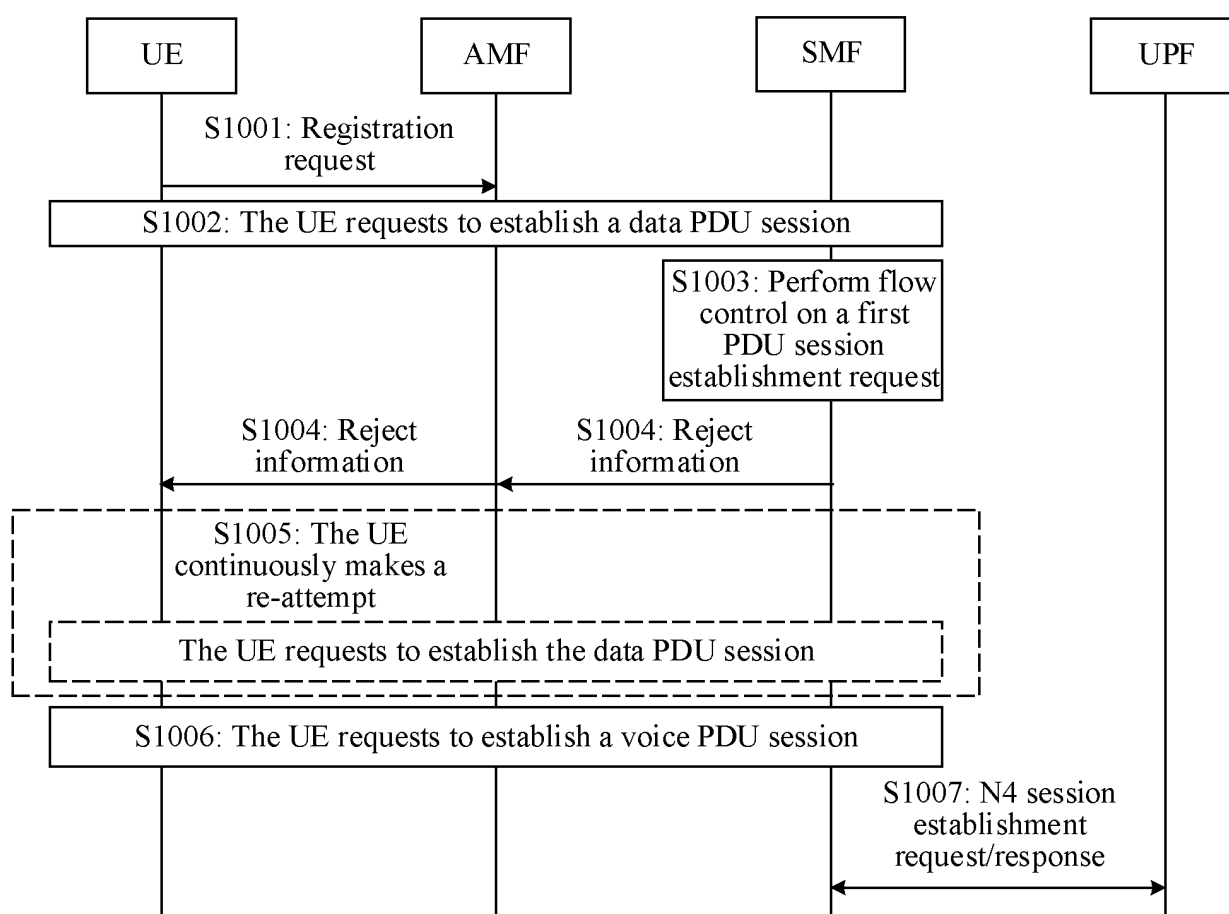 UE
AMF
SMF
UPF
S1001: Registration
request
S1002: The UE requests to establish a data PDU session
S1003: Perform flow
control on a first
PDU session
establishment request
S1004: Reject
information
S1004: Reject
information
S1005: The UE
continuously makes a
re-attempt
The UE requests to establish the data PDU session
S1006: The UE requests to establish a voice PDU session
S1007: N4 session
establishment
request/response